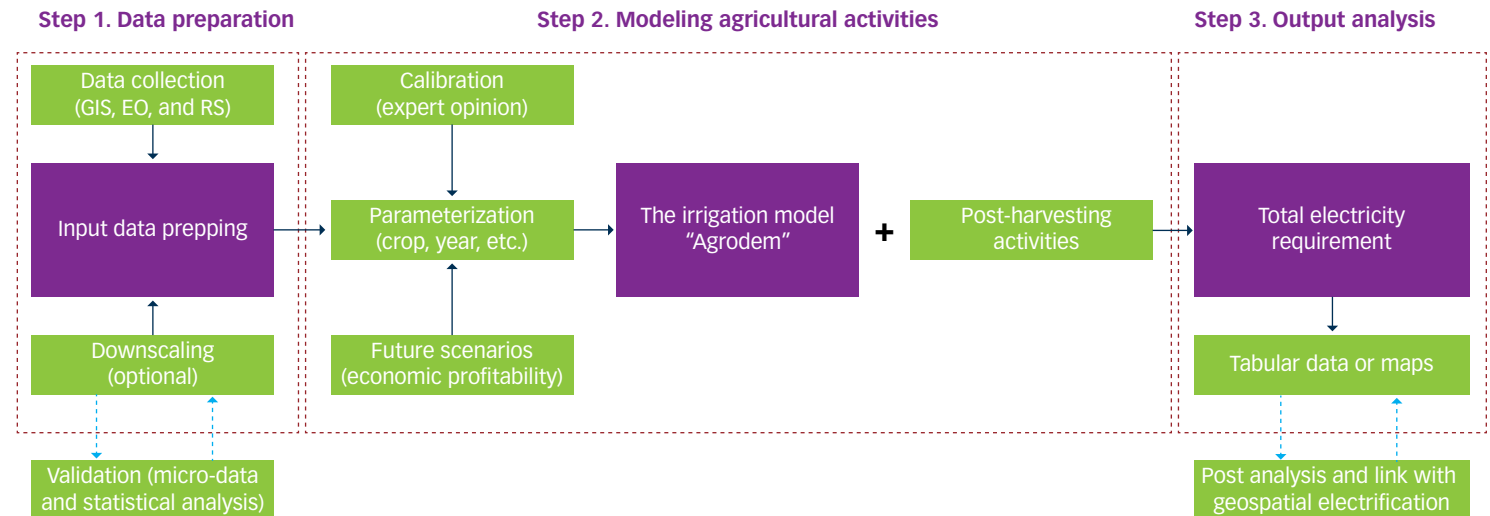 Step 1. Data preparation
Step 2. Modeling agricultural activities
Step 3. Output analysis
Data collection
(GIS, EO, and RS)
Input data prepping
Downscaling
(optional)
Validation (micro-data
and statistical analysis)
Calibration
(expert opinion)
Parameterization
(crop, year, etc.)
Future scenarios
(economic profitability)
The irrigation model
“Agrodem”
+
Post-harvesting
activities
Total electricity
requirement
Tabular data or maps
Post analysis and link with
geospatial electrification